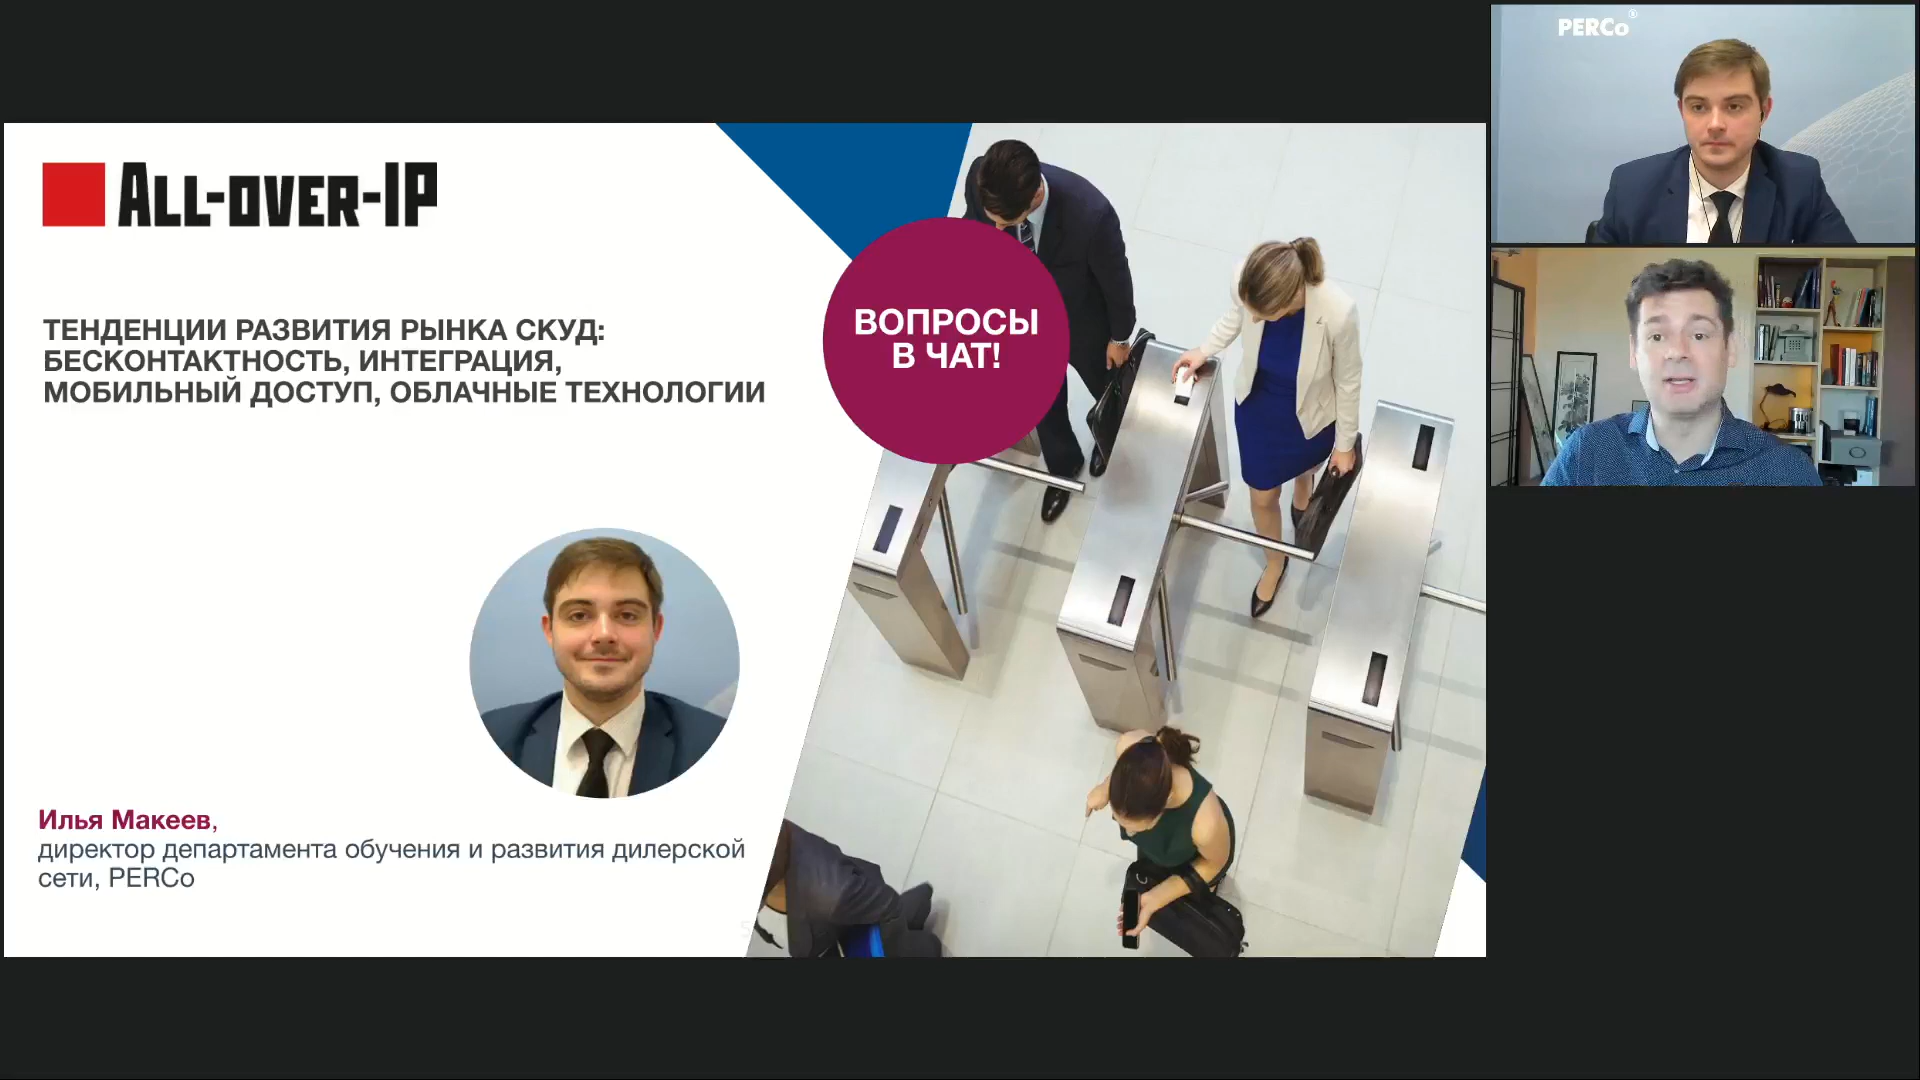 ALL-OVER-IP
ТЕНДЕНЦИИ РАЗВИТИЯ РЫНКА СКУД:
БЕСКОНТАКТНОСТЬ, ИНТЕГРАЦИЯ,
МОБИЛЬНЫЙ ДОСТУП, ОБЛАЧНЫЕ ТЕХНОЛОГИИ
ВОПРОСЫ
В ЧАТ!
Илья Макеев,
директор департамента обучения и развития дилерской
сети, PERCo
PERCo®